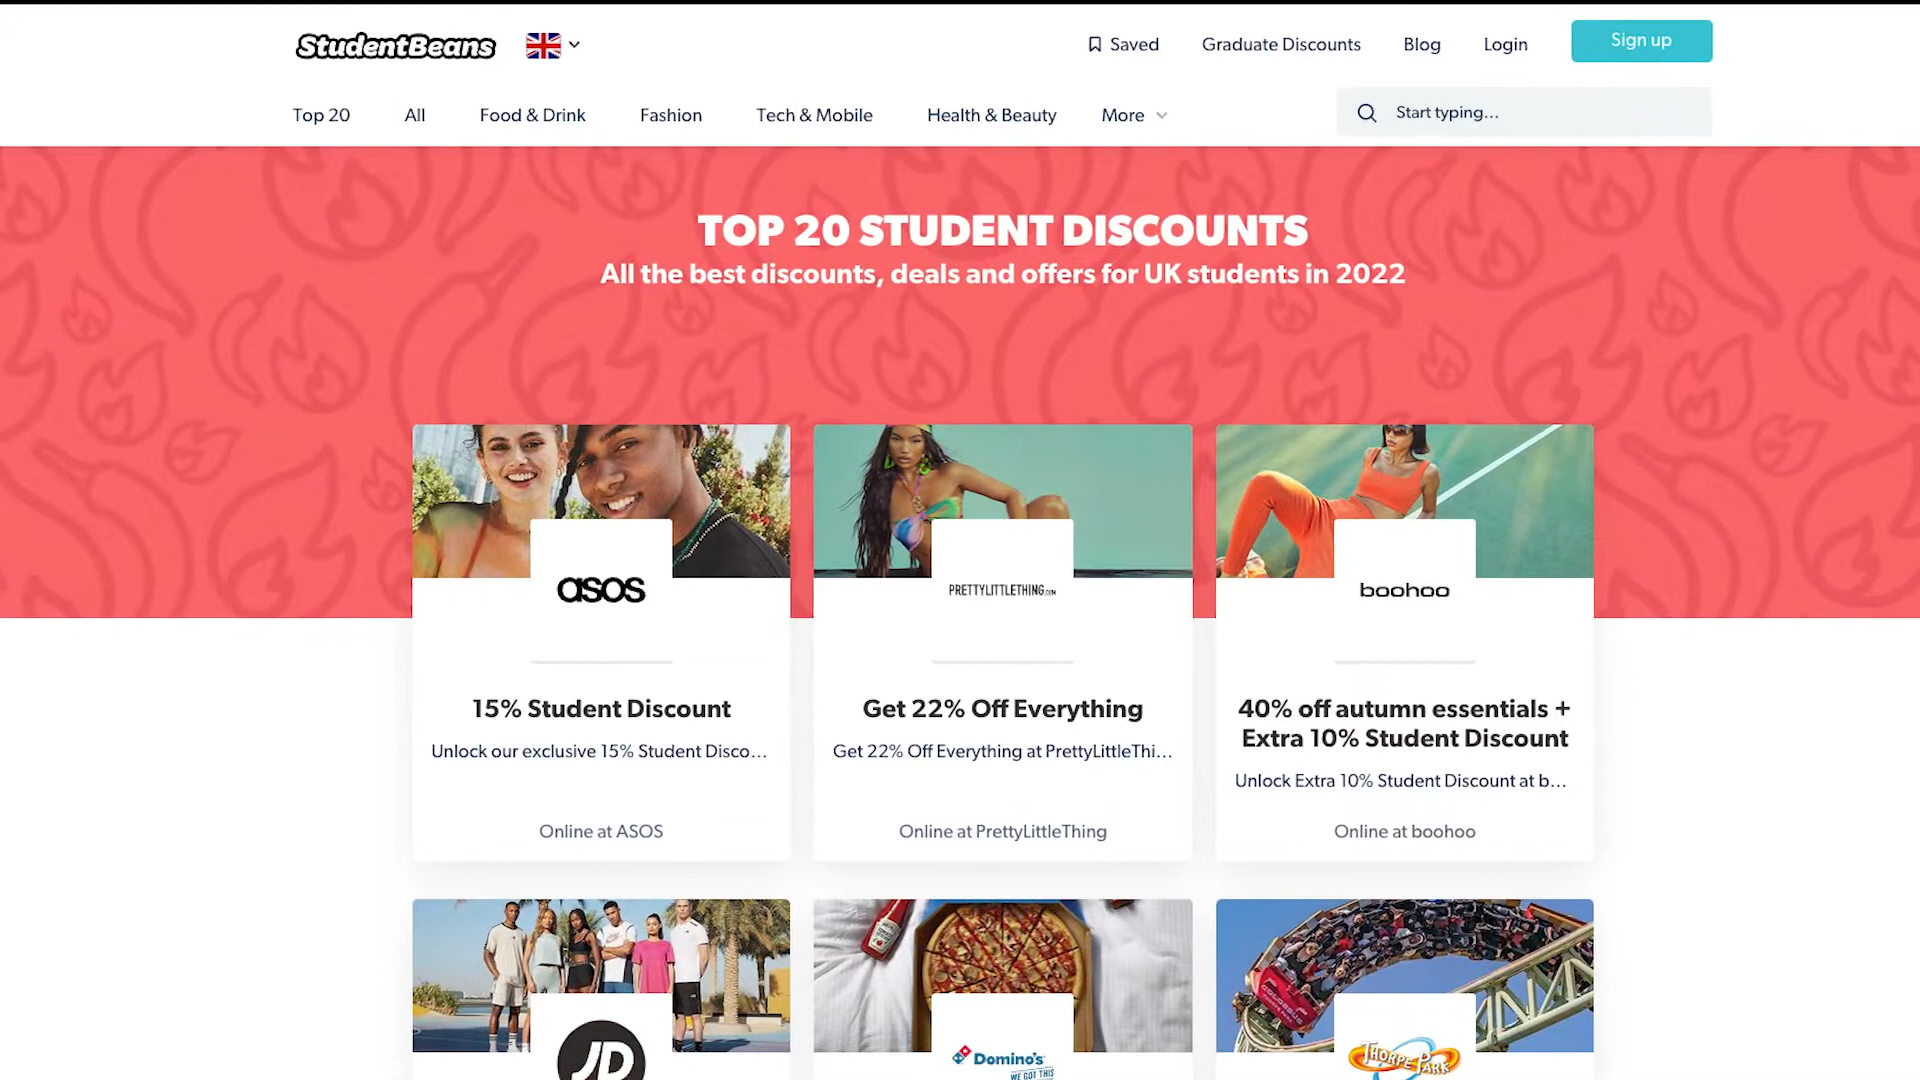 StudentBeans
Saved
Graduate Discounts
Blog
Login
Sign up
Top 20
All
Food & Drink
Fashion
Tech & Mobile
Health & Beauty
More
Start typing...
TOP 20 STUDENT DISCOUNTS
All the best discounts, deals and offers for UK students in 2022
asos
15% Student Discount
Unlock our exclusive 15% Student Disco...
Online at ASOS
PRETTYLITTLETHING.COM
Get 22% Off Everything
Get 22% Off Everything at PrettyLittleThi...
Online at PrettyLittleThing
boohoo
40% off autumn essentials +
Extra 10% Student Discount
Unlock Extra 10% Student Discount at b...
Online at boohoo
JD
Domino's
WE GOT THIS
THORPE PARK